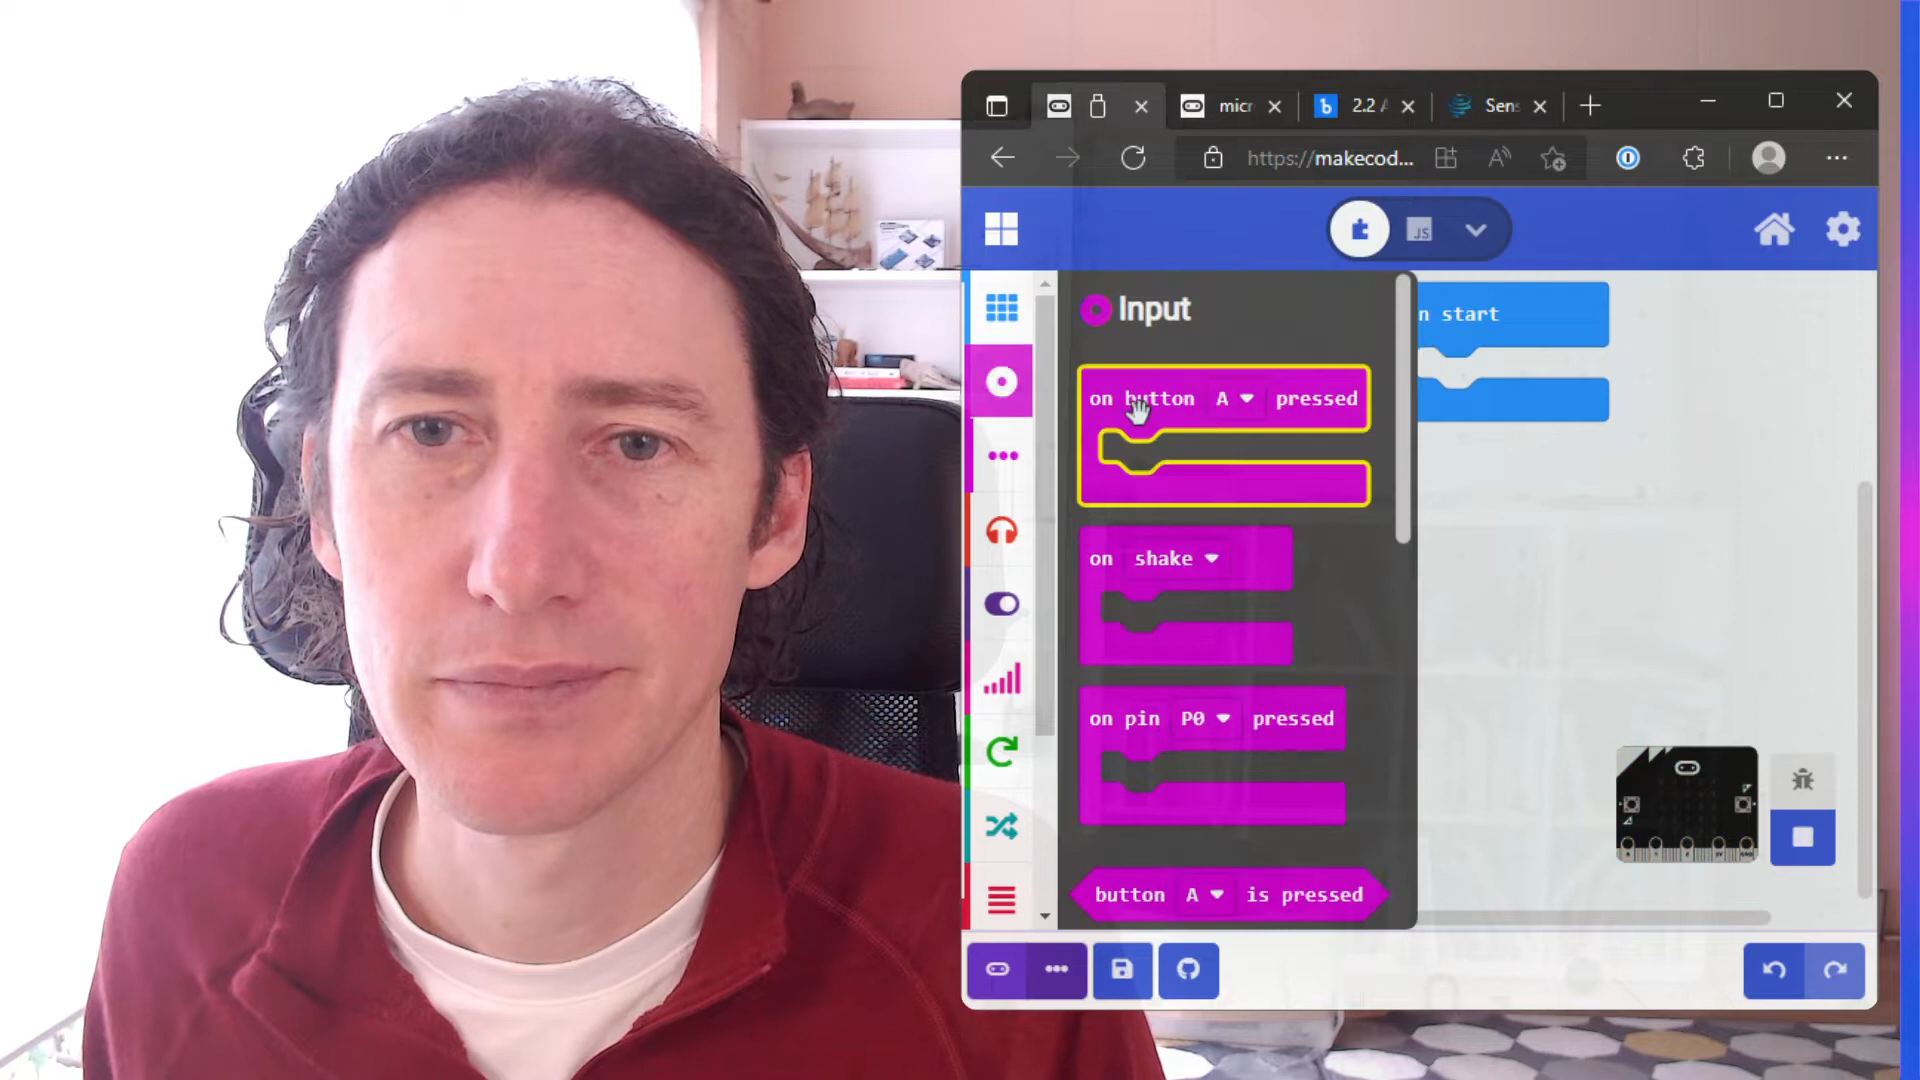 micr
2.2 A
Sens
https://makecod...
JS
Input
n start
on button A pressed
on shake
on pin P0 pressed
button A is pressed